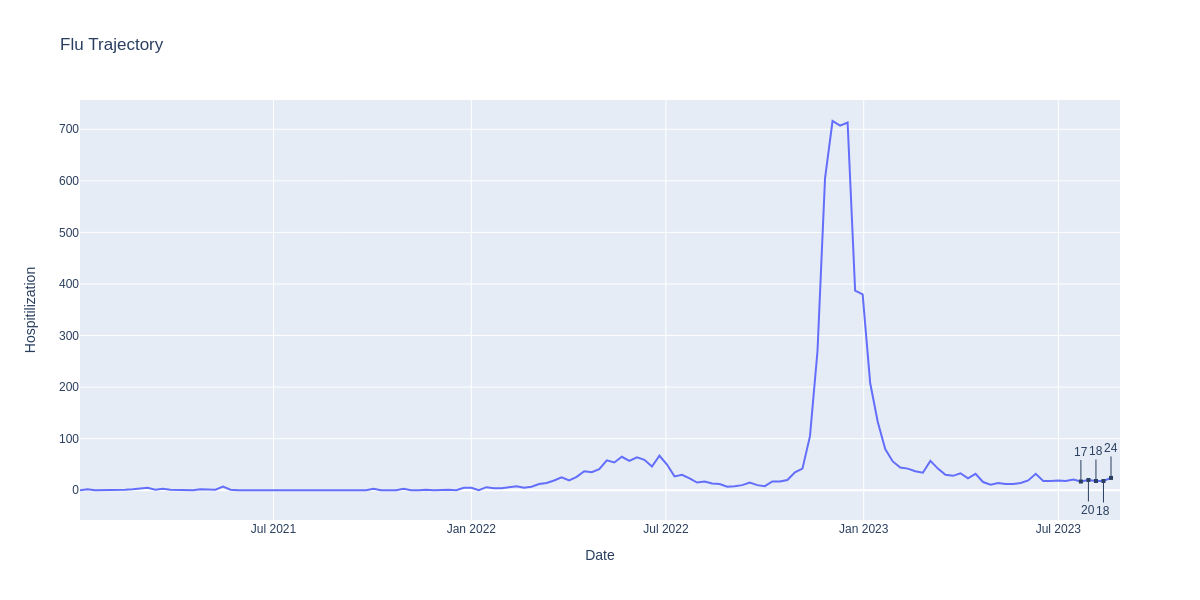 Flu Trajectory
Hospitilization
700
600
500
400
300
200
100
0
17
18
24
20
18
Jul 2021
Jan 2022
Jul 2022
Jan 2023
Jul 2023
Date